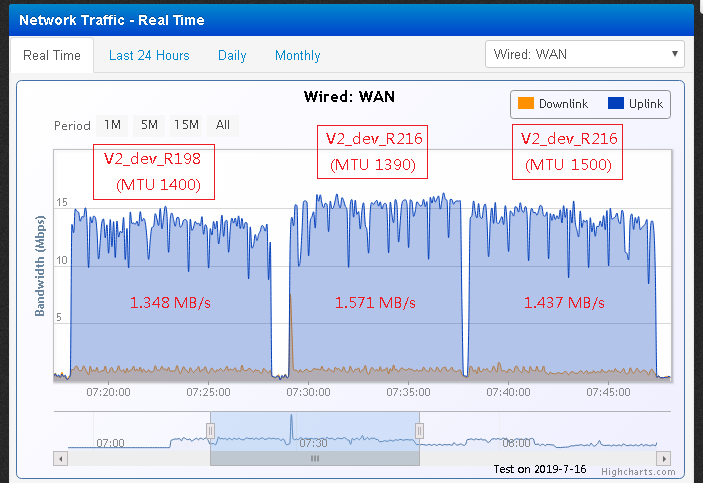 Network Traffic - Real Time
Real Time Last 24 Hours Daily Monthly Wired: WAN
Wired: WAN
Downlink Uplink
Period 1M 5M 15M All
V2_dev_R198
(MTU 1400)
V2_dev_R216
(MTU 1390)
V2_dev_R216
(MTU 1500)
Bandwidth (Mbps)
15
10
5
1.348 MB/s
1.571 MB/s
1.437 MB/s
07:20:00 07:25:00 07:30:00 07:35:00 07:40:00 07:45:00
07:00 07:30 08:00
Test on 2019-7-16
Highcharts.com